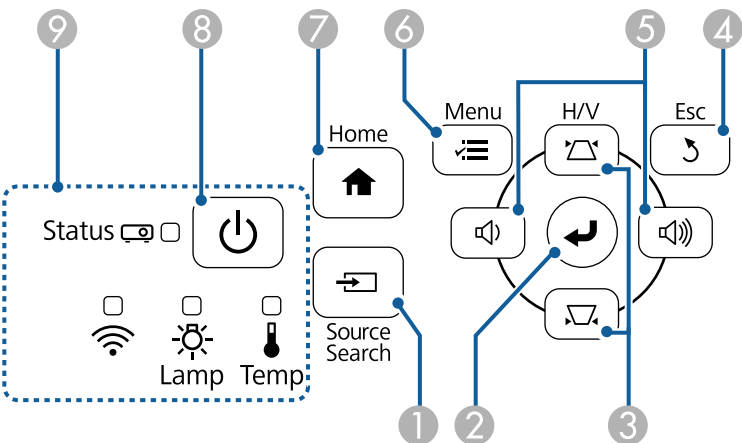 9
8
7
6
5
4
Menu
H/V
Esc
Home
Status
Source
Search
Lamp
Temp
1
2
3